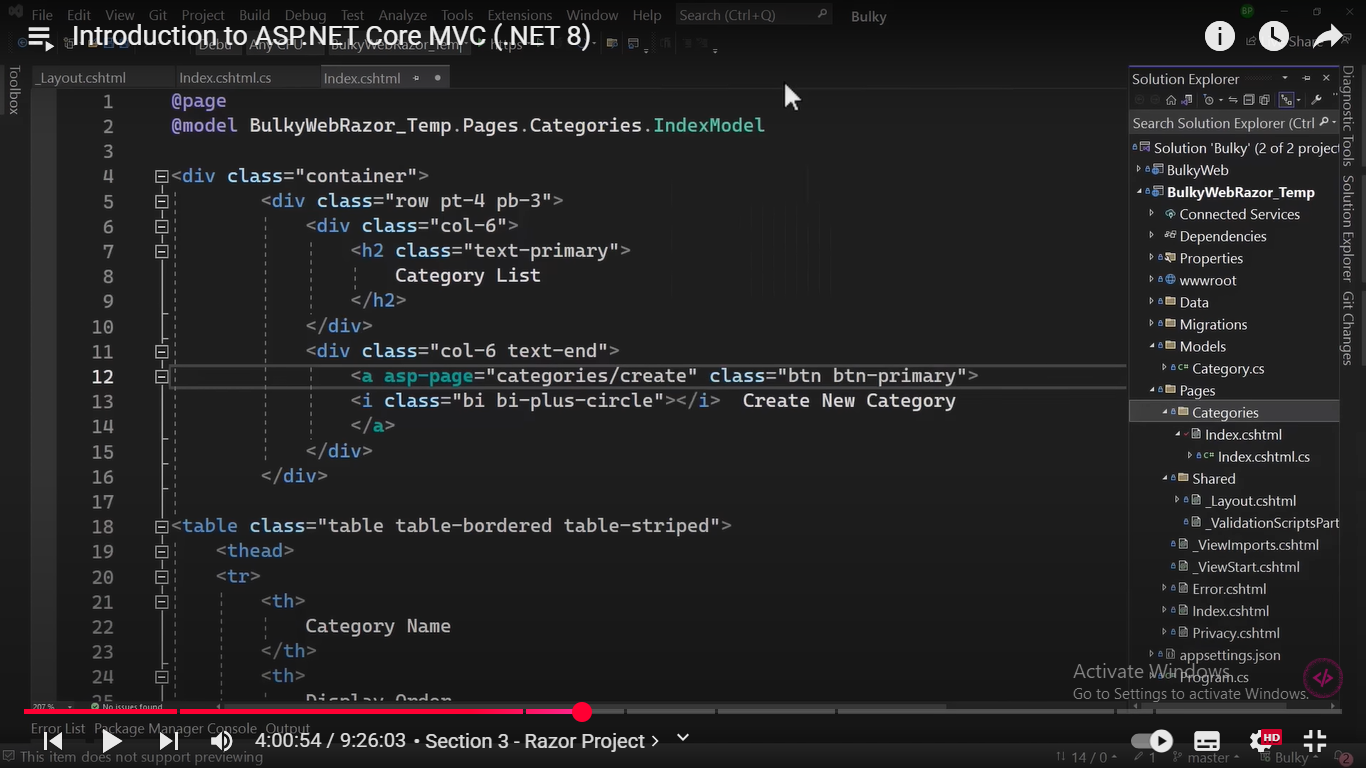 File Edit View Git Project Build Debug Test Analyze Tools Extensions Window Help Search (Ctrl+Q) Bulky BP
Introduction to ASP.NET Core MVC (.NET 8)
Share
_Layout.cshtml Index.cshtml.cs Index.cshtml
Toolbox
1 @page
2 @model BulkyWebRazor_Temp.Pages.Categories.IndexModel
3
4 <div class="container">
5 <div class="row pt-4 pb-3">
6 <div class="col-6">
7 <h2 class="text-primary">
8 Category List
9 </h2>
10 </div>
11 <div class="col-6 text-end">
12 <a asp-page="categories/create" class="btn btn-primary">
13 <i class="bi bi-plus-circle"></i> Create New Category
14 </a>
15 </div>
16 </div>
17
18 <table class="table table-bordered table-striped">
19 <thead>
20 <tr>
21 <th>
22 Category Name
23 </th>
24 <th>
25 Display Order
Solution Explorer
Search Solution Explorer (Ctrl
Solution 'Bulky' (2 of 2 project
BulkyWeb
BulkyWebRazor_Temp
Connected Services
Dependencies
Properties
wwwroot
Data
Migrations
Models
C# Category.cs
Pages
Categories
Index.cshtml
C# Index.cshtml.cs
Shared
_Layout.cshtml
_ValidationScriptsPart
_ViewImports.cshtml
_ViewStart.cshtml
Error.cshtml
Index.cshtml
Privacy.cshtml
appsettings.json
Program.cs
Diagnostic Tools
Solution Explorer
Git Changes
Activate Windows
Go to Settings to activate Windows.
207 % No issues found
Error List Package Manager Console Output
4:00:54 / 9:26:03 • Section 3 - Razor Project HD
This item does not support previewing
14 / 0 1 master Bulky 2